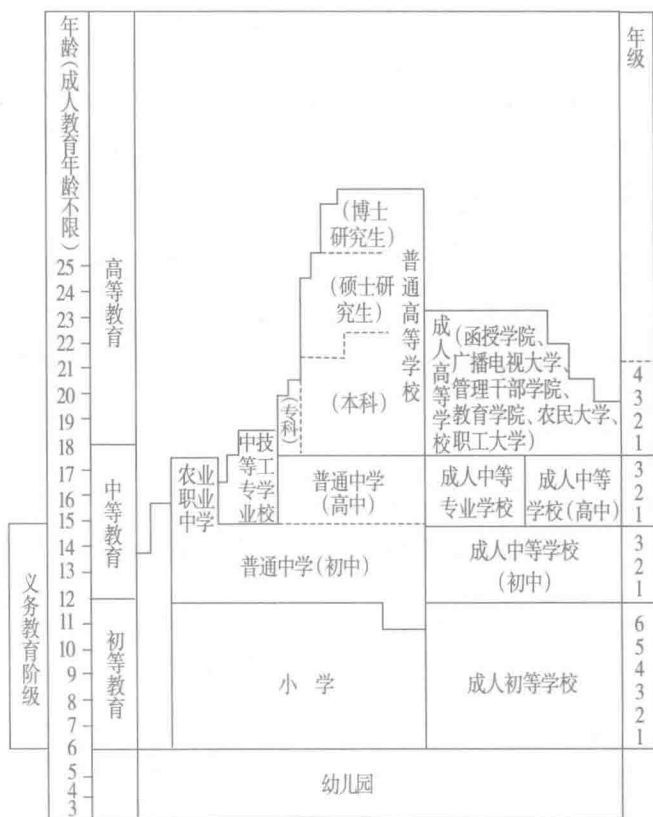 年龄(成人教育年龄不限)
25
24
23
22
21
20
19
18
17
16
15
14
13
12
11
10
9
8
7
6
5
4
3
义务教育阶级
高等教育
中等教育
初等教育
(博士
研究生)
(硕士研
究生)
(本科)
(专科)
普通高等学校
成人高等学校
(函授学院、
广播电视大学、
管理干部学院、
教育学院、农民大学、
职工大学)
农业
职业
中学
中等专业
技工学校
普通中学
(高中)
成人中等
专业学校
成人中等
学校(高中)
普通中学(初中)
成人中等学校
(初中)
小 学
成人初等学校
幼儿园
年级
4
3
2
1
3
2
1
3
2
1
6
5
4
3
2
1